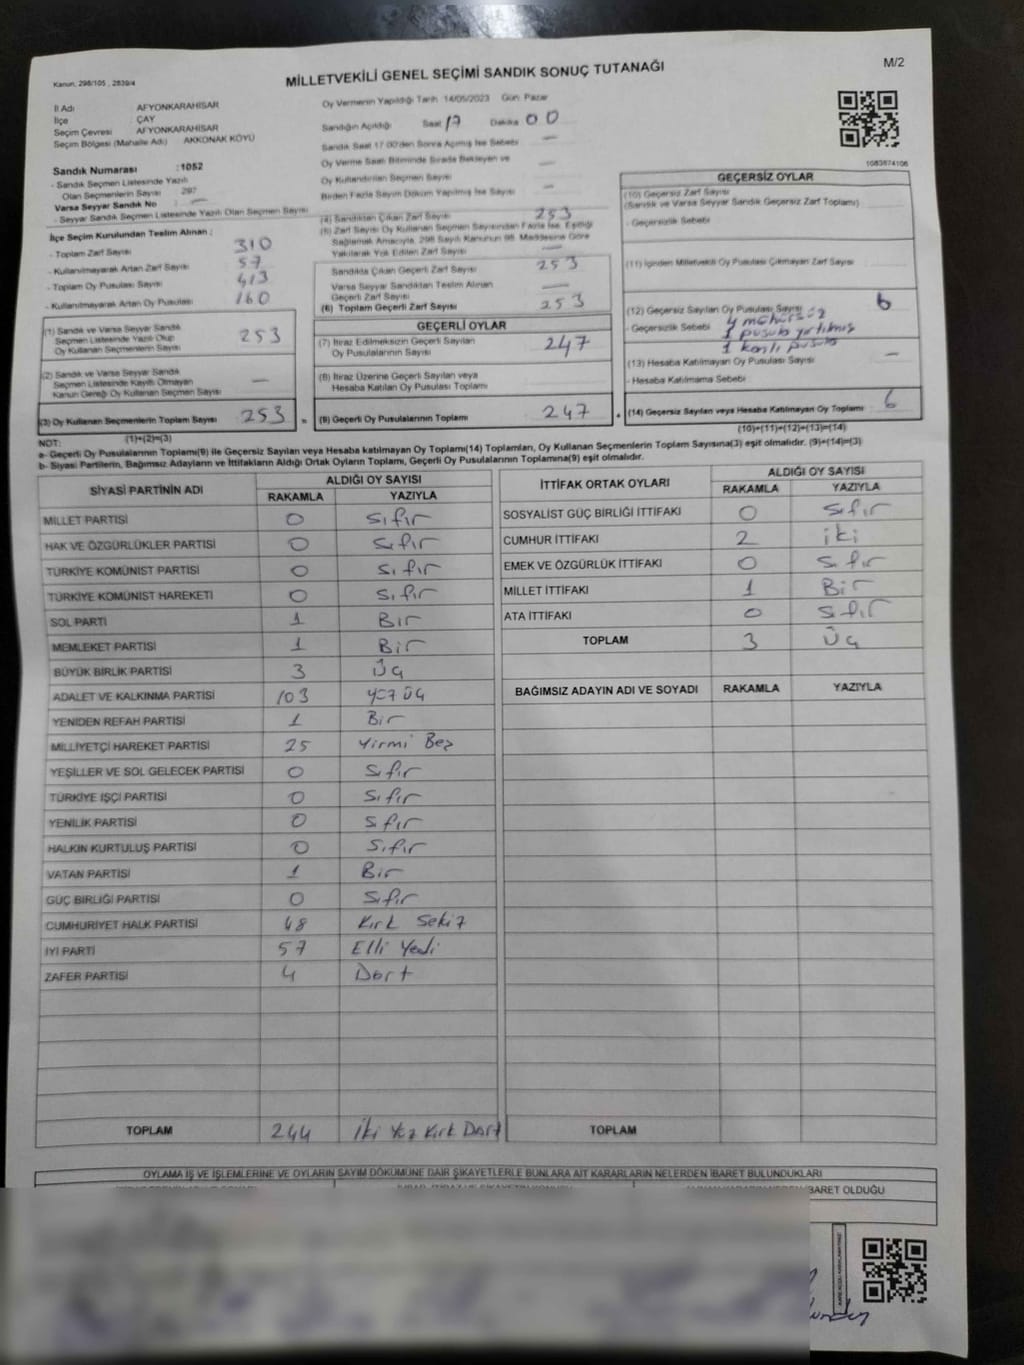 M/2
Kanun, 298/105 , 2839/4
MİLLETVEKİLİ GENEL SEÇİMİ SANDIK SONUÇ TUTANAĞI
İl Adı AFYONKARAHİSAR
İlçe ÇAY
Seçim Çevresi AFYONKARAHİSAR
Seçim Bölgesi (Mahalle Adı) AKKONAK KÖYÜ
Sandık Numarası :1052
- Sandık Seçmen Listesinde Yazılı
Olan Seçmenlerin Sayısı 297
Varsa Seyyar Sandık No :
- Seyyar Sandık Seçmen Listesinde Yazılı Olan Seçmen Sayısı
Oy Vermenin Yapıldığı Tarih 14/05/2023 Gün: Pazar
Sandığın Açıldığı Saat 17 Dakika 00
Sandık Saat 17.00'den Sonra Açılmış İse Sebebi —
Oy Verme Saati Bitiminde Sırada Bekleyen ve
Oy Kullandırılan Seçmen Sayısı —
Birden Fazla Sayım Döküm Yapılmış İse Sayısı —
1083874106
İlçe Seçim Kurulundan Teslim Alınan :
- Toplam Zarf Sayısı 310
- Kullanılmayarak Artan Zarf Sayısı 57
- Toplam Oy Pusulası 413
- Kullanılmayarak Artan Oy Pusulası 160
(4) Sandıktan Çıkan Zarf Sayısı 253
(5) Zarf Sayısı Oy Kullanan Seçmen Sayısından Fazla İse, Eşitliği
Sağlamak Amacıyla, 298 Sayılı Kanunun 98. Maddesine Göre
Yakılarak Yok Edilen Zarf Sayısı —
Sandıkta Çıkan Geçerli Zarf Sayısı 253
Varsa Seyyar Sandıktan Teslim Alınan
Geçerli Zarf Sayısı —
(6) Toplam Geçerli Zarf Sayısı 253
GEÇERSİZ OYLAR
(10) Geçersiz Zarf Sayısı
(Sandık ve Varsa Seyyar Sandık Geçersiz Zarf Toplamı)
- Geçersizlik Sebebi
(11) İçinden Milletvekili Oy Pusulası Çıkmayan Zarf Sayısı
(12) Geçersiz Sayılan Oy Pusulası Sayısı 6
- Geçersizlik Sebebi 4 mühürsüz
1 pusula yırtılmış
1 kanlı pusula
(13) Hesaba Katılmayan Oy Pusulası Sayısı —
- Hesaba Katılmama Sebebi
(14) Geçersiz Sayılan veya Hesaba Katılmayan Oy Toplamı 6
(10)+(11)+(12)+(13)=(14)
(1) Sandık ve Varsa Seyyar Sandık
Seçmen Listesinde Yazılı Olup
Oy Kullanan Seçmenlerin Sayısı 253
(2) Sandık ve Varsa Seyyar Sandık
Seçmen Listesinde Kayıtlı Olmayan
Kanun Gereği Oy Kullanan Seçmen Sayısı —
(3) Oy Kullanan Seçmenlerin Toplam Sayısı 253 =
(1)+(2)=(3)
GEÇERLİ OYLAR
(7) İtiraz Edilmeksizin Geçerli Sayılan
Oy Pusulalarının Sayısı 247
(8) İtiraz Üzerine Geçerli Sayılan veya
Hesaba Katılan Oy Pusulası Toplamı
(9) Geçerli Oy Pusulalarının Toplamı 247 +
NOT:
a- Geçerli Oy Pusulalarının Toplamı(9) ile Geçersiz Sayılan veya Hesaba katılmayan Oy Toplamı(14) Toplamları, Oy Kullanan Seçmenlerin Toplam Sayısına(3) eşit olmalıdır. (9)+(14)=(3)
b- Siyasi Partilerin, Bağımsız Adayların ve İttifakların Aldığı Ortak Oyların Toplamı, Geçerli Oy Pusulalarının Toplamına(9) eşit olmalıdır.
SİYASİ PARTİNİN ADI ALDIĞI OY SAYISI
RAKAMLA YAZIYLA
MİLLET PARTİSİ 0 Sıfır
HAK VE ÖZGÜRLÜKLER PARTİSİ 0 Sıfır
TÜRKİYE KOMÜNİST PARTİSİ 0 Sıfır
TÜRKİYE KOMÜNİST HAREKETİ 0 Sıfır
SOL PARTİ 1 Bir
MEMLEKET PARTİSİ 1 Bir
BÜYÜK BİRLİK PARTİSİ 3 Üç
ADALET VE KALKINMA PARTİSİ 103 Yüz Üç
YENİDEN REFAH PARTİSİ 1 Bir
MİLLİYETÇİ HAREKET PARTİSİ 25 Yirmi Beş
YEŞİLLER VE SOL GELECEK PARTİSİ 0 Sıfır
TÜRKİYE İŞÇİ PARTİSİ 0 Sıfır
YENİLİK PARTİSİ 0 Sıfır
HALKIN KURTULUŞ PARTİSİ 0 Sıfır
VATAN PARTİSİ 1 Bir
GÜÇ BİRLİĞİ PARTİSİ 0 Sıfır
CUMHURİYET HALK PARTİSİ 48 Kırk Sekiz
İYİ PARTİ 57 Elli Yedi
ZAFER PARTİSİ 4 Dört
TOPLAM 244 İki Yüz Kırk Dört
İTTİFAK ORTAK OYLARI ALDIĞI OY SAYISI
RAKAMLA YAZIYLA
SOSYALİST GÜÇ BİRLİĞİ İTTİFAKI 0 Sıfır
CUMHUR İTTİFAKI 2 iki
EMEK VE ÖZGÜRLÜK İTTİFAKI 0 Sıfır
MİLLET İTTİFAKI 1 Bir
ATA İTTİFAKI 0 Sıfır
TOPLAM 3 Üç
BAĞIMSIZ ADAYIN ADI VE SOYADI RAKAMLA YAZIYLA
TOPLAM
OYLAMA İŞ VE İŞLEMLERİNE VE OYLARIN SAYIM DÖKÜMÜNE DAİR ŞİKAYETLERLE BUNLARA AİT KARARLARIN NELERDEN İBARET BULUNDUKLARI
İBARET OLDUĞU